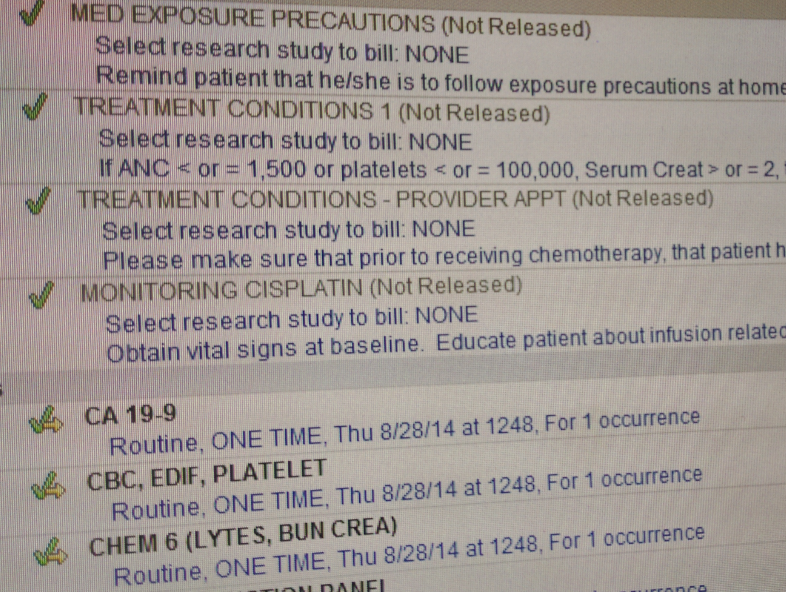 MED EXPOSURE PRECAUTIONS (Not Released)
Select research study to bill: NONE
Remind patient that he/she is to follow exposure precautions at home
TREATMENT CONDITIONS 1 (Not Released)
Select research study to bill: NONE
If ANC < or = 1,500 or platelets < or = 100,000, Serum Creat > or = 2,
TREATMENT CONDITIONS - PROVIDER APPT (Not Released)
Select research study to bill: NONE
Please make sure that prior to receiving chemotherapy, that patient h
MONITORING CISPLATIN (Not Released)
Select research study to bill: NONE
Obtain vital signs at baseline. Educate patient about infusion related
CA 19-9
Routine, ONE TIME, Thu 8/28/14 at 1248, For 1 occurrence
CBC, EDIF, PLATELET
Routine, ONE TIME, Thu 8/28/14 at 1248, For 1 occurrence
CHEM 6 (LYTES, BUN CREA)
Routine, ONE TIME, Thu 8/28/14 at 1248, For 1 occurrence
PANEL